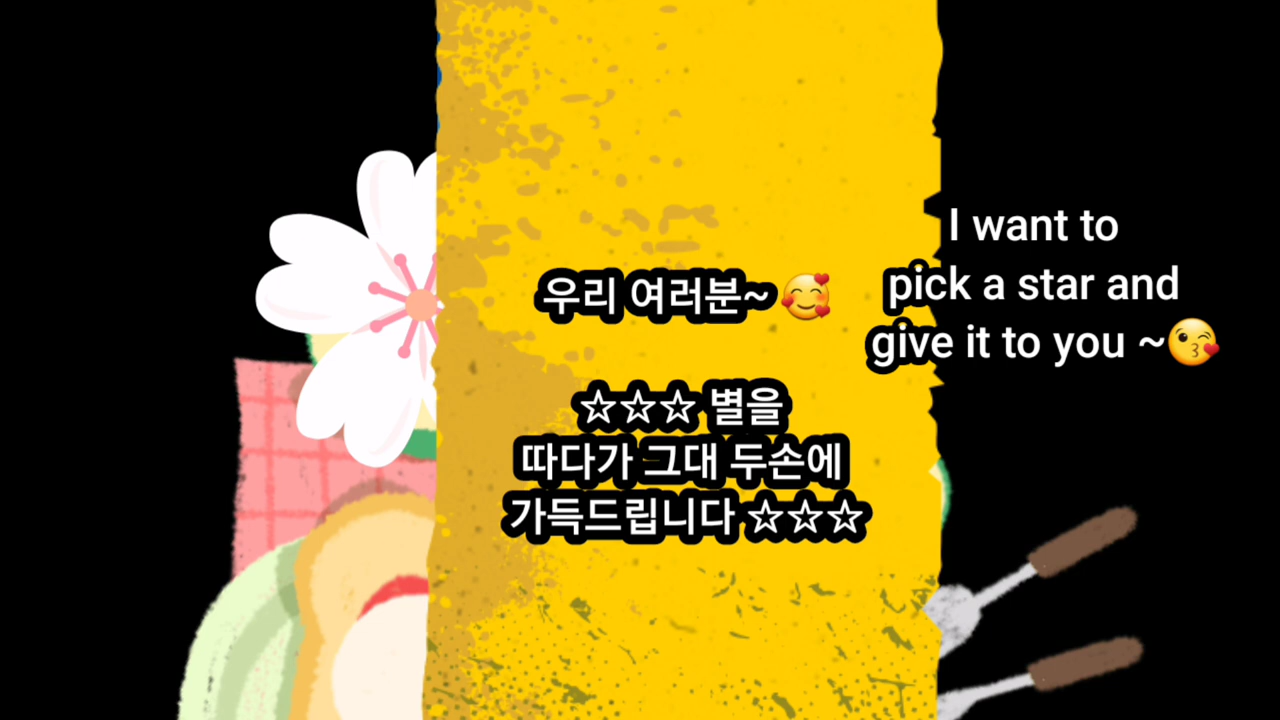 우리 여러분~🥰
☆☆☆ 별을
따다가 그대 두손에
가득드립니다 ☆☆☆
I want to
pick a star and
give it to you ~😘